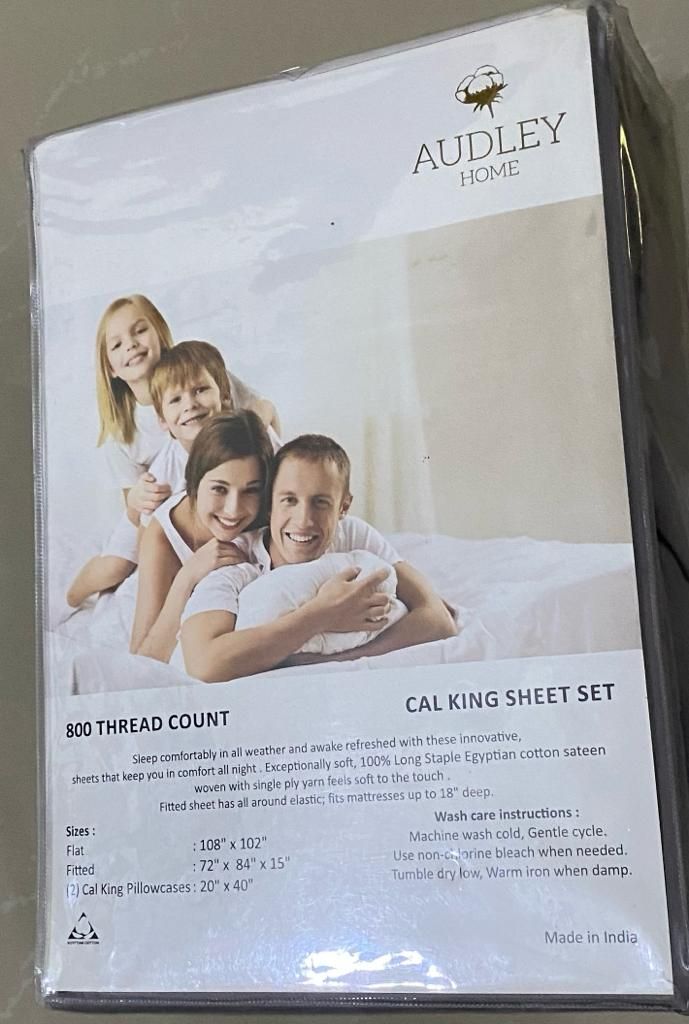 AUDLEY
HOME
800 THREAD COUNT
CAL KING SHEET SET
Sleep comfortably in all weather and awake refreshed with these innovative,
sheets that keep you in comfort all night . Exceptionally soft, 100% Long Staple Egyptian cotton sateen
woven with single ply yarn feels soft to the touch .
Fitted sheet has all around elastic; fits mattresses up to 18" deep.
Sizes :
Flat : 108" x 102"
Fitted : 72" x 84" x 15"
(2) Cal King Pillowcases : 20" x 40"
Wash care instructions :
Machine wash cold, Gentle cycle.
Use non-chlorine bleach when needed.
Tumble dry low, Warm iron when damp.
EGYPTIAN COTTON
Made in India